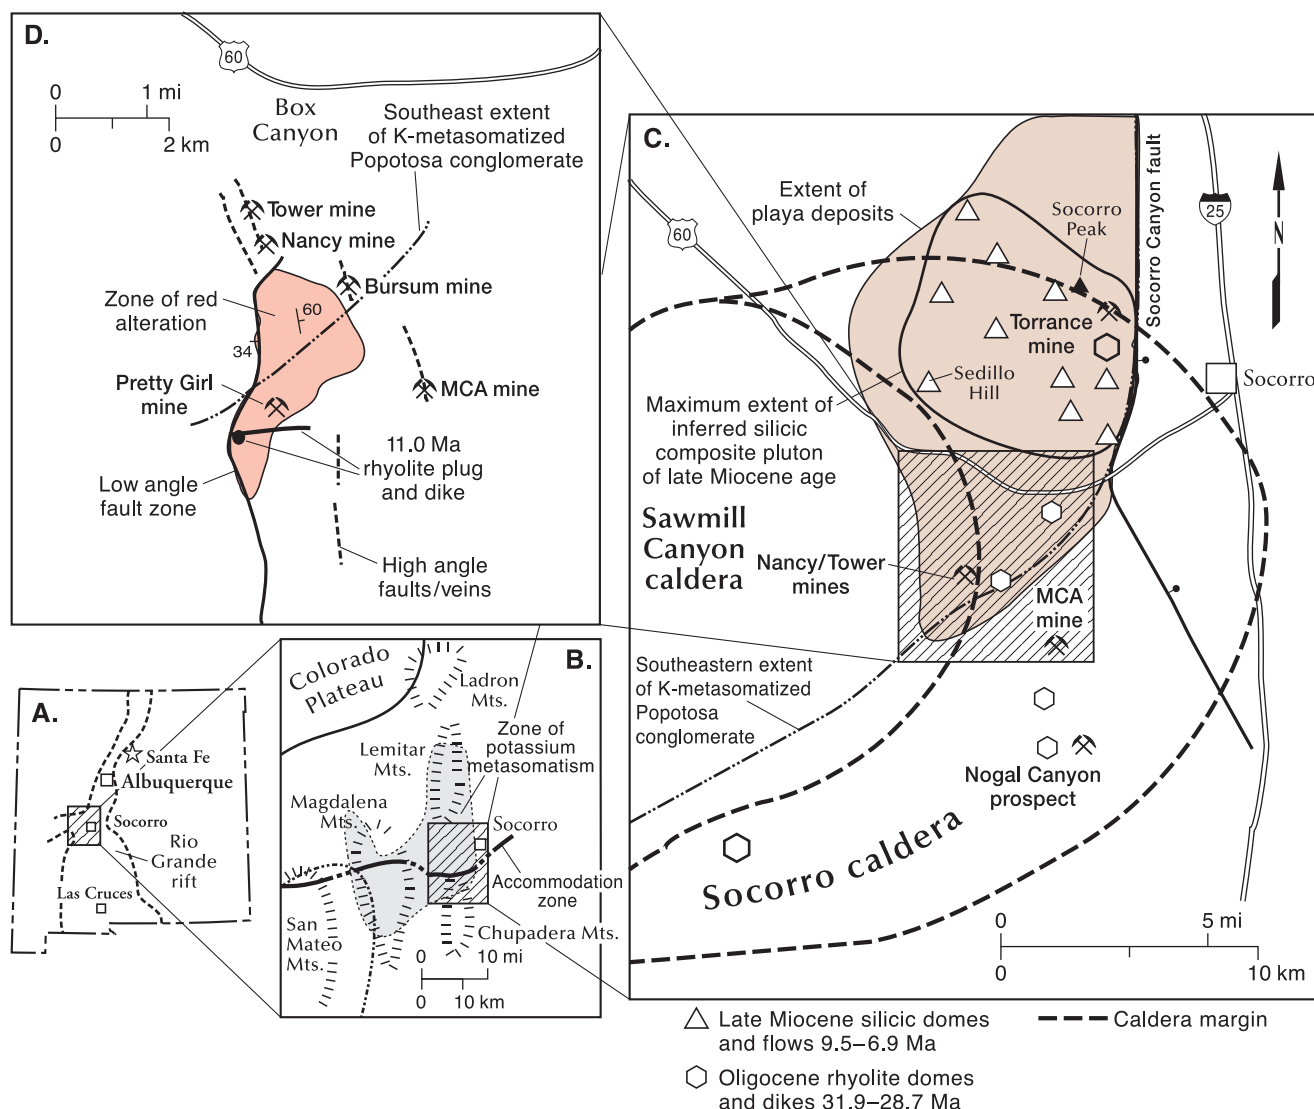 D.
60
0
1 mi
0
2 km
Box
Canyon
Southeast extent
of K-metasomatized
Popotosa conglomerate
Tower mine
Nancy mine
Bursum mine
Zone of red
alteration
60
34
Pretty Girl
mine
MCA mine
11.0 Ma
rhyolite plug
and dike
Low angle
fault zone
High angle
faults/veins
C.
60
Extent of
playa deposits
Socorro
Peak
Socorro Canyon fault
25
N
Torrance
mine
Sedillo
Hill
Socorro
Maximum extent of
inferred silicic
composite pluton
of late Miocene age
Sawmill
Canyon
caldera
Nancy/Tower
mines
MCA
mine
Southeastern extent
of K-metasomatized
Popotosa
conglomerate
Nogal Canyon
prospect
Socorro caldera
0
5 mi
0
10 km
A.
Santa Fe
Albuquerque
Socorro
Rio
Grande
rift
Las Cruces
B.
Colorado
Plateau
Ladron
Mts.
Lemitar
Mts.
Zone of
potassium
metasomatism
Magdalena
Mts.
Socorro
Accommodation
zone
San
Mateo
Mts.
Chupadera Mts.
0
10 mi
0
10 km
Late Miocene silicic domes
and flows 9.5–6.9 Ma
Caldera margin
Oligocene rhyolite domes
and dikes 31.9–28.7 Ma